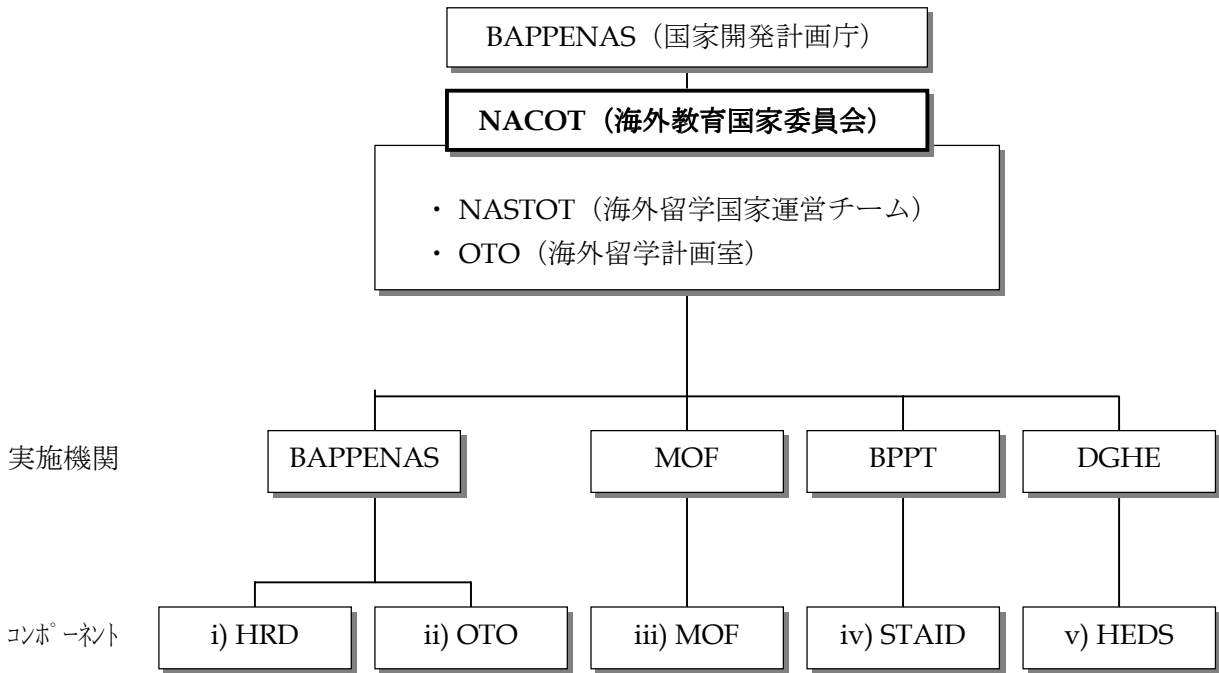 BAPPENAS（国家開発計画庁）
NACOT（海外教育国家委員会）
・ NASTOT（海外留学国家運営チーム）
・ OTO（海外留学計画室）
実施機関 BAPPENAS MOF BPPT DGHE
コンポーネント i) HRD ii) OTO iii) MOF iv) STAID v) HEDS